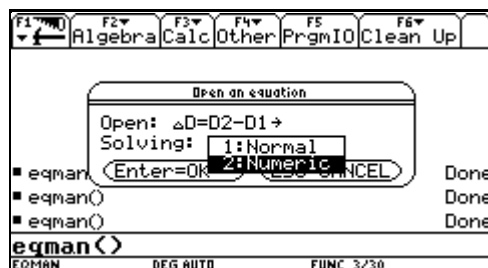 F1 F2 F3 F4 F5 F6
Algebra Calc Other PrgmIO Clean Up
Open an equation
Open: △D=D2-D1→
Solving: 1:Normal
2:Numeric
Enter=OK CANCEL
eqman Done
eqman() Done
eqman() Done
eqman()
EQMAN DEG AUTO FUNC 3/30